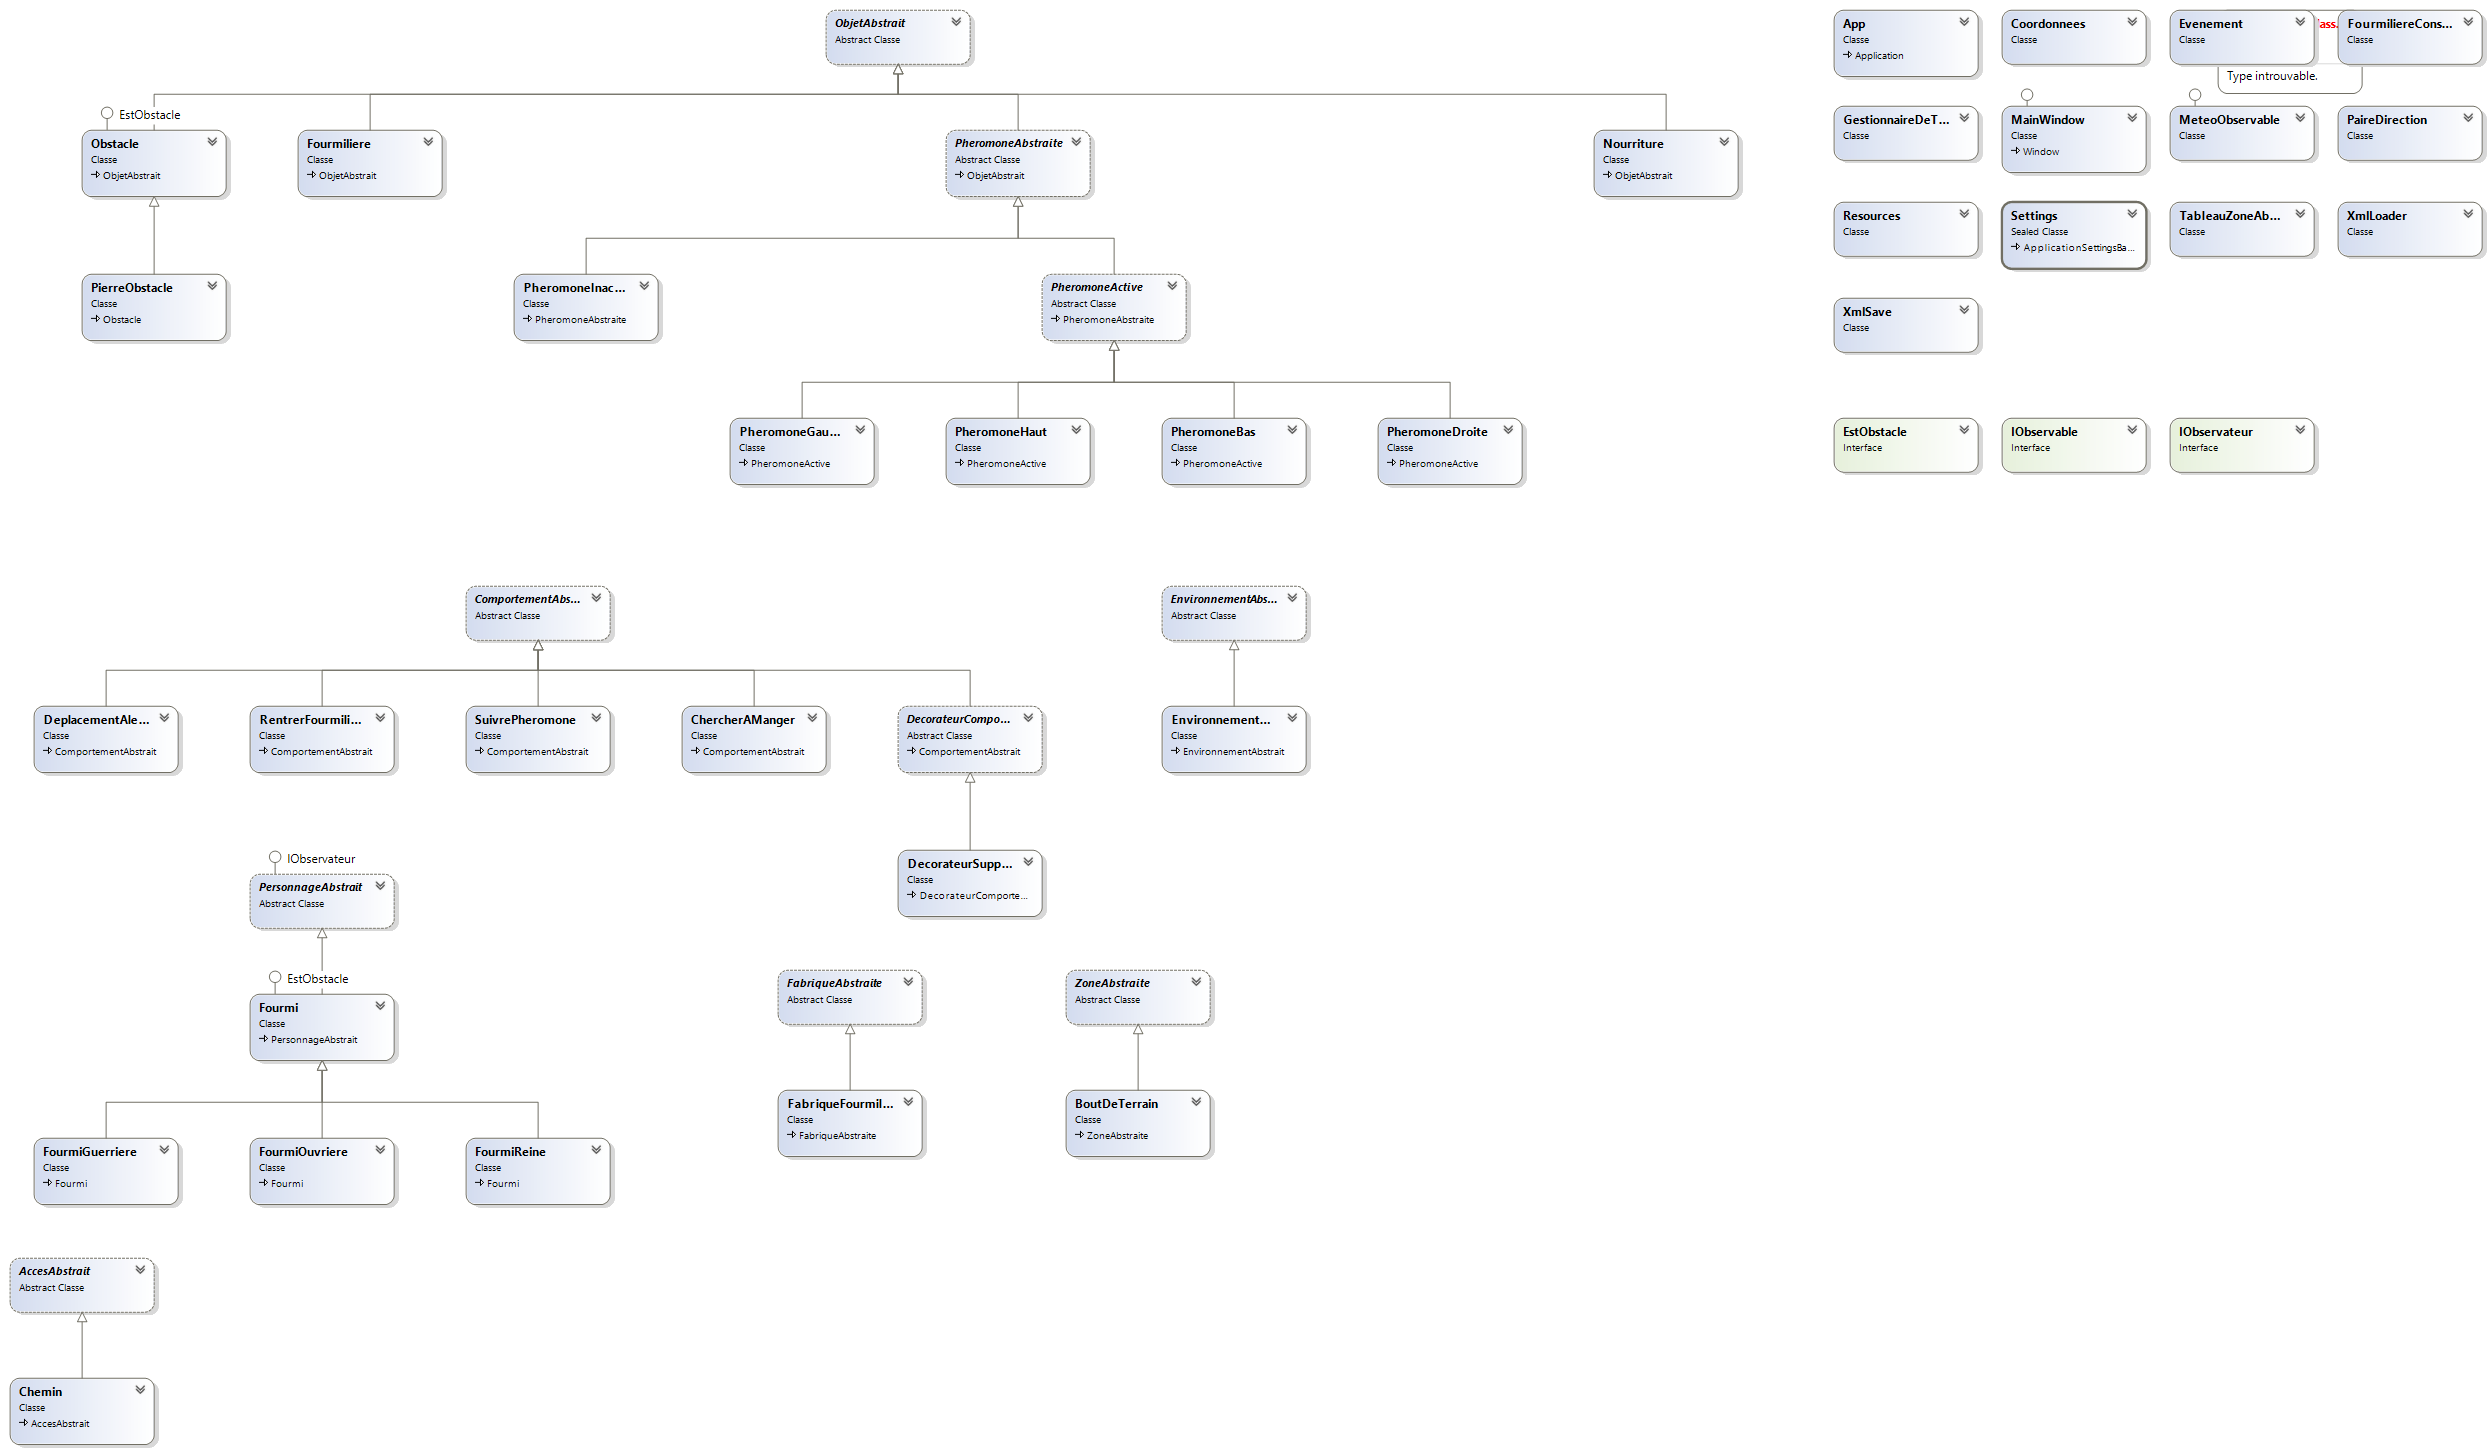 ObjetAbstrait
Abstract Classe
EstObstacle
Obstacle
Classe
ObjetAbstrait
Fourmiliere
Classe
ObjetAbstrait
PheromoneAbstraite
Abstract Classe
ObjetAbstrait
Nourriture
Classe
ObjetAbstrait
PierreObstacle
Classe
Obstacle
PheromoneInac...
Classe
PheromoneAbstraite
PheromoneActive
Abstract Classe
PheromoneAbstraite
PheromoneGau...
Classe
PheromoneActive
PheromoneHaut
Classe
PheromoneActive
PheromoneBas
Classe
PheromoneActive
PheromoneDroite
Classe
PheromoneActive
App
Classe
Application
Coordonnees
Classe
Evenement
Classe
lass.
Type introuvable.
FourmiliereCons...
Classe
GestionnaireDeT...
Classe
MainWindow
Classe
Window
MeteoObservable
Classe
PaireDirection
Classe
Resources
Classe
Settings
Sealed Classe
ApplicationSettingsBa...
TableauZoneAb...
Classe
XmlLoader
Classe
XmlSave
Classe
EstObstacle
Interface
IObservable
Interface
IObservateur
Interface
ComportementAbs...
Abstract Classe
EnvironnementAbs...
Abstract Classe
DeplacementAle...
Classe
ComportementAbstrait
RentrerFourmili...
Classe
ComportementAbstrait
SuivrePheromone
Classe
ComportementAbstrait
ChercherAManger
Classe
ComportementAbstrait
DecorateurCompo...
Abstract Classe
ComportementAbstrait
Environnement...
Classe
EnvironnementAbstrait
DecorateurSupp...
Classe
DecorateurComporte...
IObservateur
PersonnageAbstrait
Abstract Classe
EstObstacle
Fourmi
Classe
PersonnageAbstrait
FabriqueAbstraite
Abstract Classe
ZoneAbstraite
Abstract Classe
FabriqueFourmil...
Classe
FabriqueAbstraite
BoutDeTerrain
Classe
ZoneAbstraite
FourmiGuerriere
Classe
Fourmi
FourmiOuvriere
Classe
Fourmi
FourmiReine
Classe
Fourmi
AccesAbstrait
Abstract Classe
Chemin
Classe
AccesAbstrait